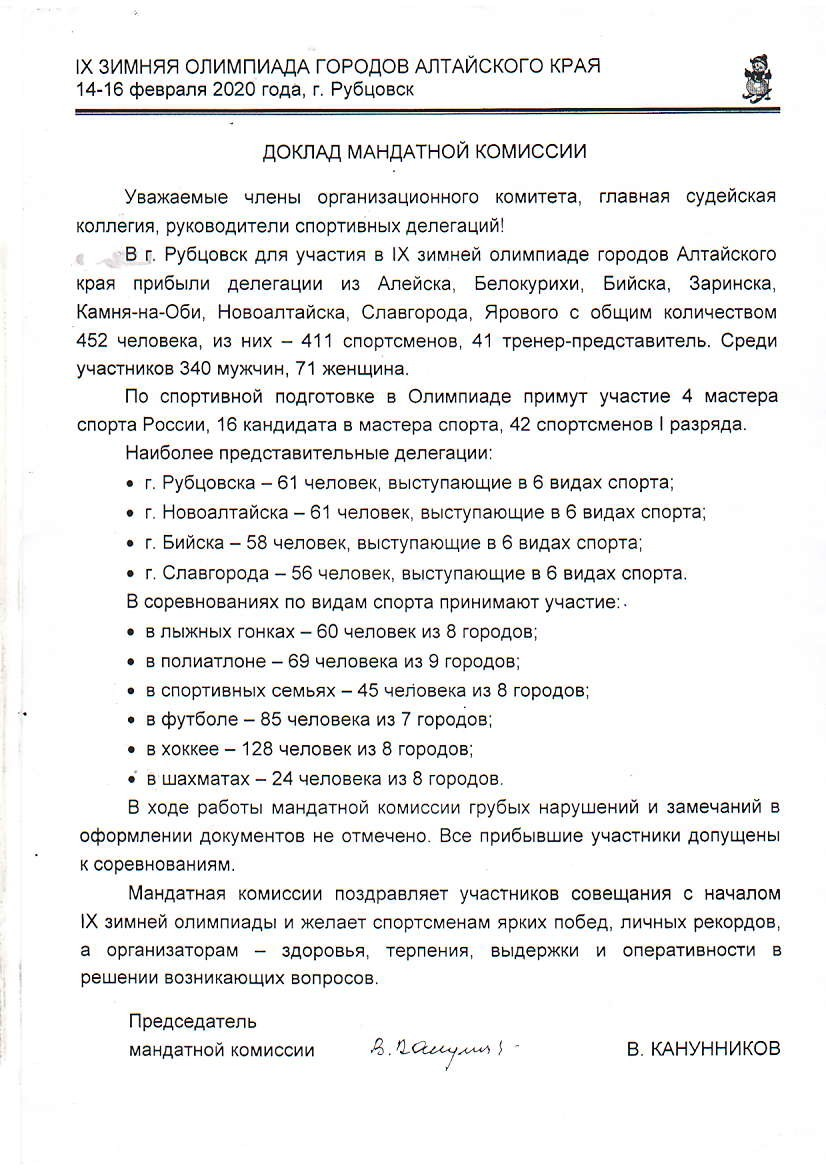 IX ЗИМНЯЯ ОЛИМПИАДА ГОРОДОВ АЛТАЙСКОГО КРАЯ
14-16 февраля 2020 года, г. Рубцовск
ДОКЛАД МАНДАТНОЙ КОМИССИИ
Уважаемые члены организационного комитета, главная судейская
коллегия, руководители спортивных делегаций!
В г. Рубцовск для участия в IX зимней олимпиаде городов Алтайского
края прибыли делегации из Алейска, Белокурихи, Бийска, Заринска,
Камня-на-Оби, Новоалтайска, Славгорода, Ярового с общим количеством
452 человека, из них – 411 спортсменов, 41 тренер-представитель. Среди
участников 340 мужчин, 71 женщина.
По спортивной подготовке в Олимпиаде примут участие 4 мастера
спорта России, 16 кандидата в мастера спорта, 42 спортсменов I разряда.
Наиболее представительные делегации:
• г. Рубцовска – 61 человек, выступающие в 6 видах спорта;
• г. Новоалтайска – 61 человек, выступающие в 6 видах спорта;
• г. Бийска – 58 человек, выступающие в 6 видах спорта;
• г. Славгорода – 56 человек, выступающие в 6 видах спорта.
В соревнованиях по видам спорта принимают участие:
• в лыжных гонках – 60 человек из 8 городов;
• в полиатлоне – 69 человека из 9 городов;
• в спортивных семьях – 45 человека из 8 городов;
• в футболе – 85 человека из 7 городов;
• в хоккее – 128 человек из 8 городов;
• в шахматах – 24 человека из 8 городов.
В ходе работы мандатной комиссии грубых нарушений и замечаний в
оформлении документов не отмечено. Все прибывшие участники допущены
к соревнованиям.
Мандатная комиссии поздравляет участников совещания с началом
IX зимней олимпиады и желает спортсменам ярких побед, личных рекордов,
а организаторам – здоровья, терпения, выдержки и оперативности в
решении возникающих вопросов.
Председатель
мандатной комиссии В. КАНУННИКОВ